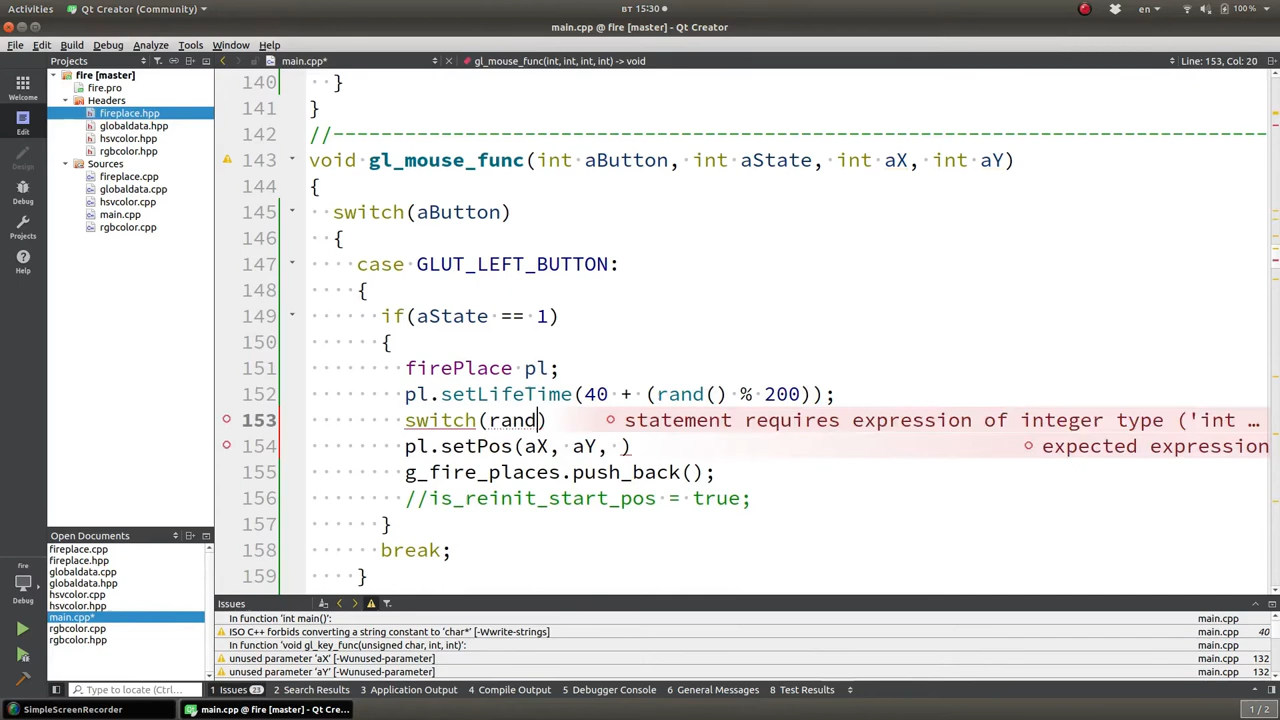 Activities Qt Creator (Community) вт 15:30 en 100 %
main.cpp @ fire [master] - Qt Creator
File Edit Build Debug Analyze Tools Window Help
Projects main.cpp* gl_mouse_func(int, int, int, int) -> void Line: 153, Col: 20
Welcome
Edit
Design
Debug
Projects
Help
fire
Debug
fire [master]
fire.pro
Headers
fireplace.hpp
globaldata.hpp
hsvcolor.hpp
rgbcolor.hpp
Sources
fireplace.cpp
globaldata.cpp
hsvcolor.cpp
main.cpp
rgbcolor.cpp
Open Documents
fireplace.cpp
fireplace.hpp
globaldata.cpp
globaldata.hpp
hsvcolor.cpp
hsvcolor.hpp
main.cpp*
rgbcolor.cpp
rgbcolor.hpp
140 }
141 }
142 //------------------------------------------------------------------------------
143 void gl_mouse_func(int aButton, int aState, int aX, int aY)
144 {
145 switch(aButton)
146 {
147 case GLUT_LEFT_BUTTON:
148 {
149 if(aState == 1)
150 {
151 firePlace pl;
152 pl.setLifeTime(40 + (rand() % 200));
153 switch(rand) statement requires expression of integer type ('int …
154 pl.setPos(aX, aY, ) expected expression
155 g_fire_places.push_back();
156 //is_reinit_start_pos = true;
157 }
158 break;
159 }
Issues
In function 'int main()': main.cpp
ISO C++ forbids converting a string constant to 'char*' [-Wwrite-strings] main.cpp 40
In function 'void gl_key_func(unsigned char, int, int)': main.cpp
unused parameter 'aX' [-Wunused-parameter] main.cpp 132
unused parameter 'aY' [-Wunused-parameter] main.cpp 132
Type to locate (Ctrl... 1 Issues 23 2 Search Results 3 Application Output 4 Compile Output 5 Debugger Console 6 General Messages 8 Test Results
SimpleScreenRecorder main.cpp @ fire [master] - Qt Cre... 1 / 2